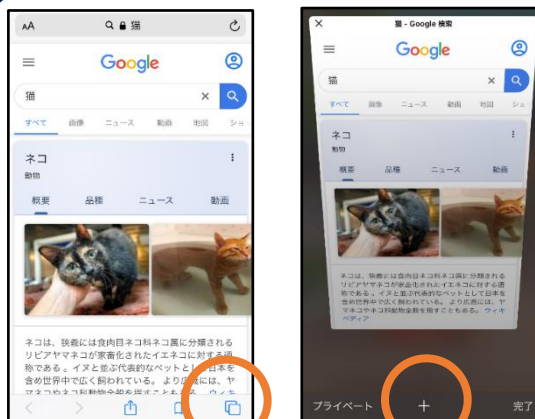 AA 猫
Google
猫
すべて 画像 ニュース 動画 地図 ショ
ネコ
動物
概要 品種 ニュース 動画
ネコは、狭義には食肉目ネコ科ネコ属に分類される
リビアヤマネコが家畜化されたイエネコに対する通
称である。イヌと並ぶ代表的なペットとして日本を
含め世界中で広く飼われている。より広義には、ヤ
マネコやネコ科動物全般を指すこともある。ウィキ
猫 - Google 検索
Google
猫
すべて 画像 ニュース 動画 地図 ショ
ネコ
動物
概要 品種 ニュース 動画
ネコは、狭義には食肉目ネコ科ネコ属に分類される
リビアヤマネコが家畜化されたイエネコに対する通
称である。イヌと並ぶ代表的なペットとして日本を
含め世界中で広く飼われている。より広義には、ヤ
マネコやネコ科動物全般を指すこともある。ウィキ
ペディア
プライベート + 完了